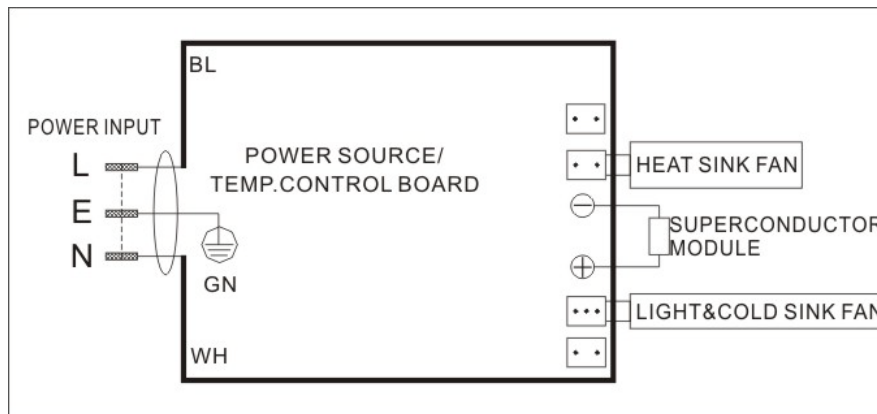 BL
POWER INPUT
L
E
N
POWER SOURCE/
TEMP.CONTROL BOARD
GN
WH
HEAT SINK FAN
SUPERCONDUCTOR
MODULE
LIGHT&COLD SINK FAN